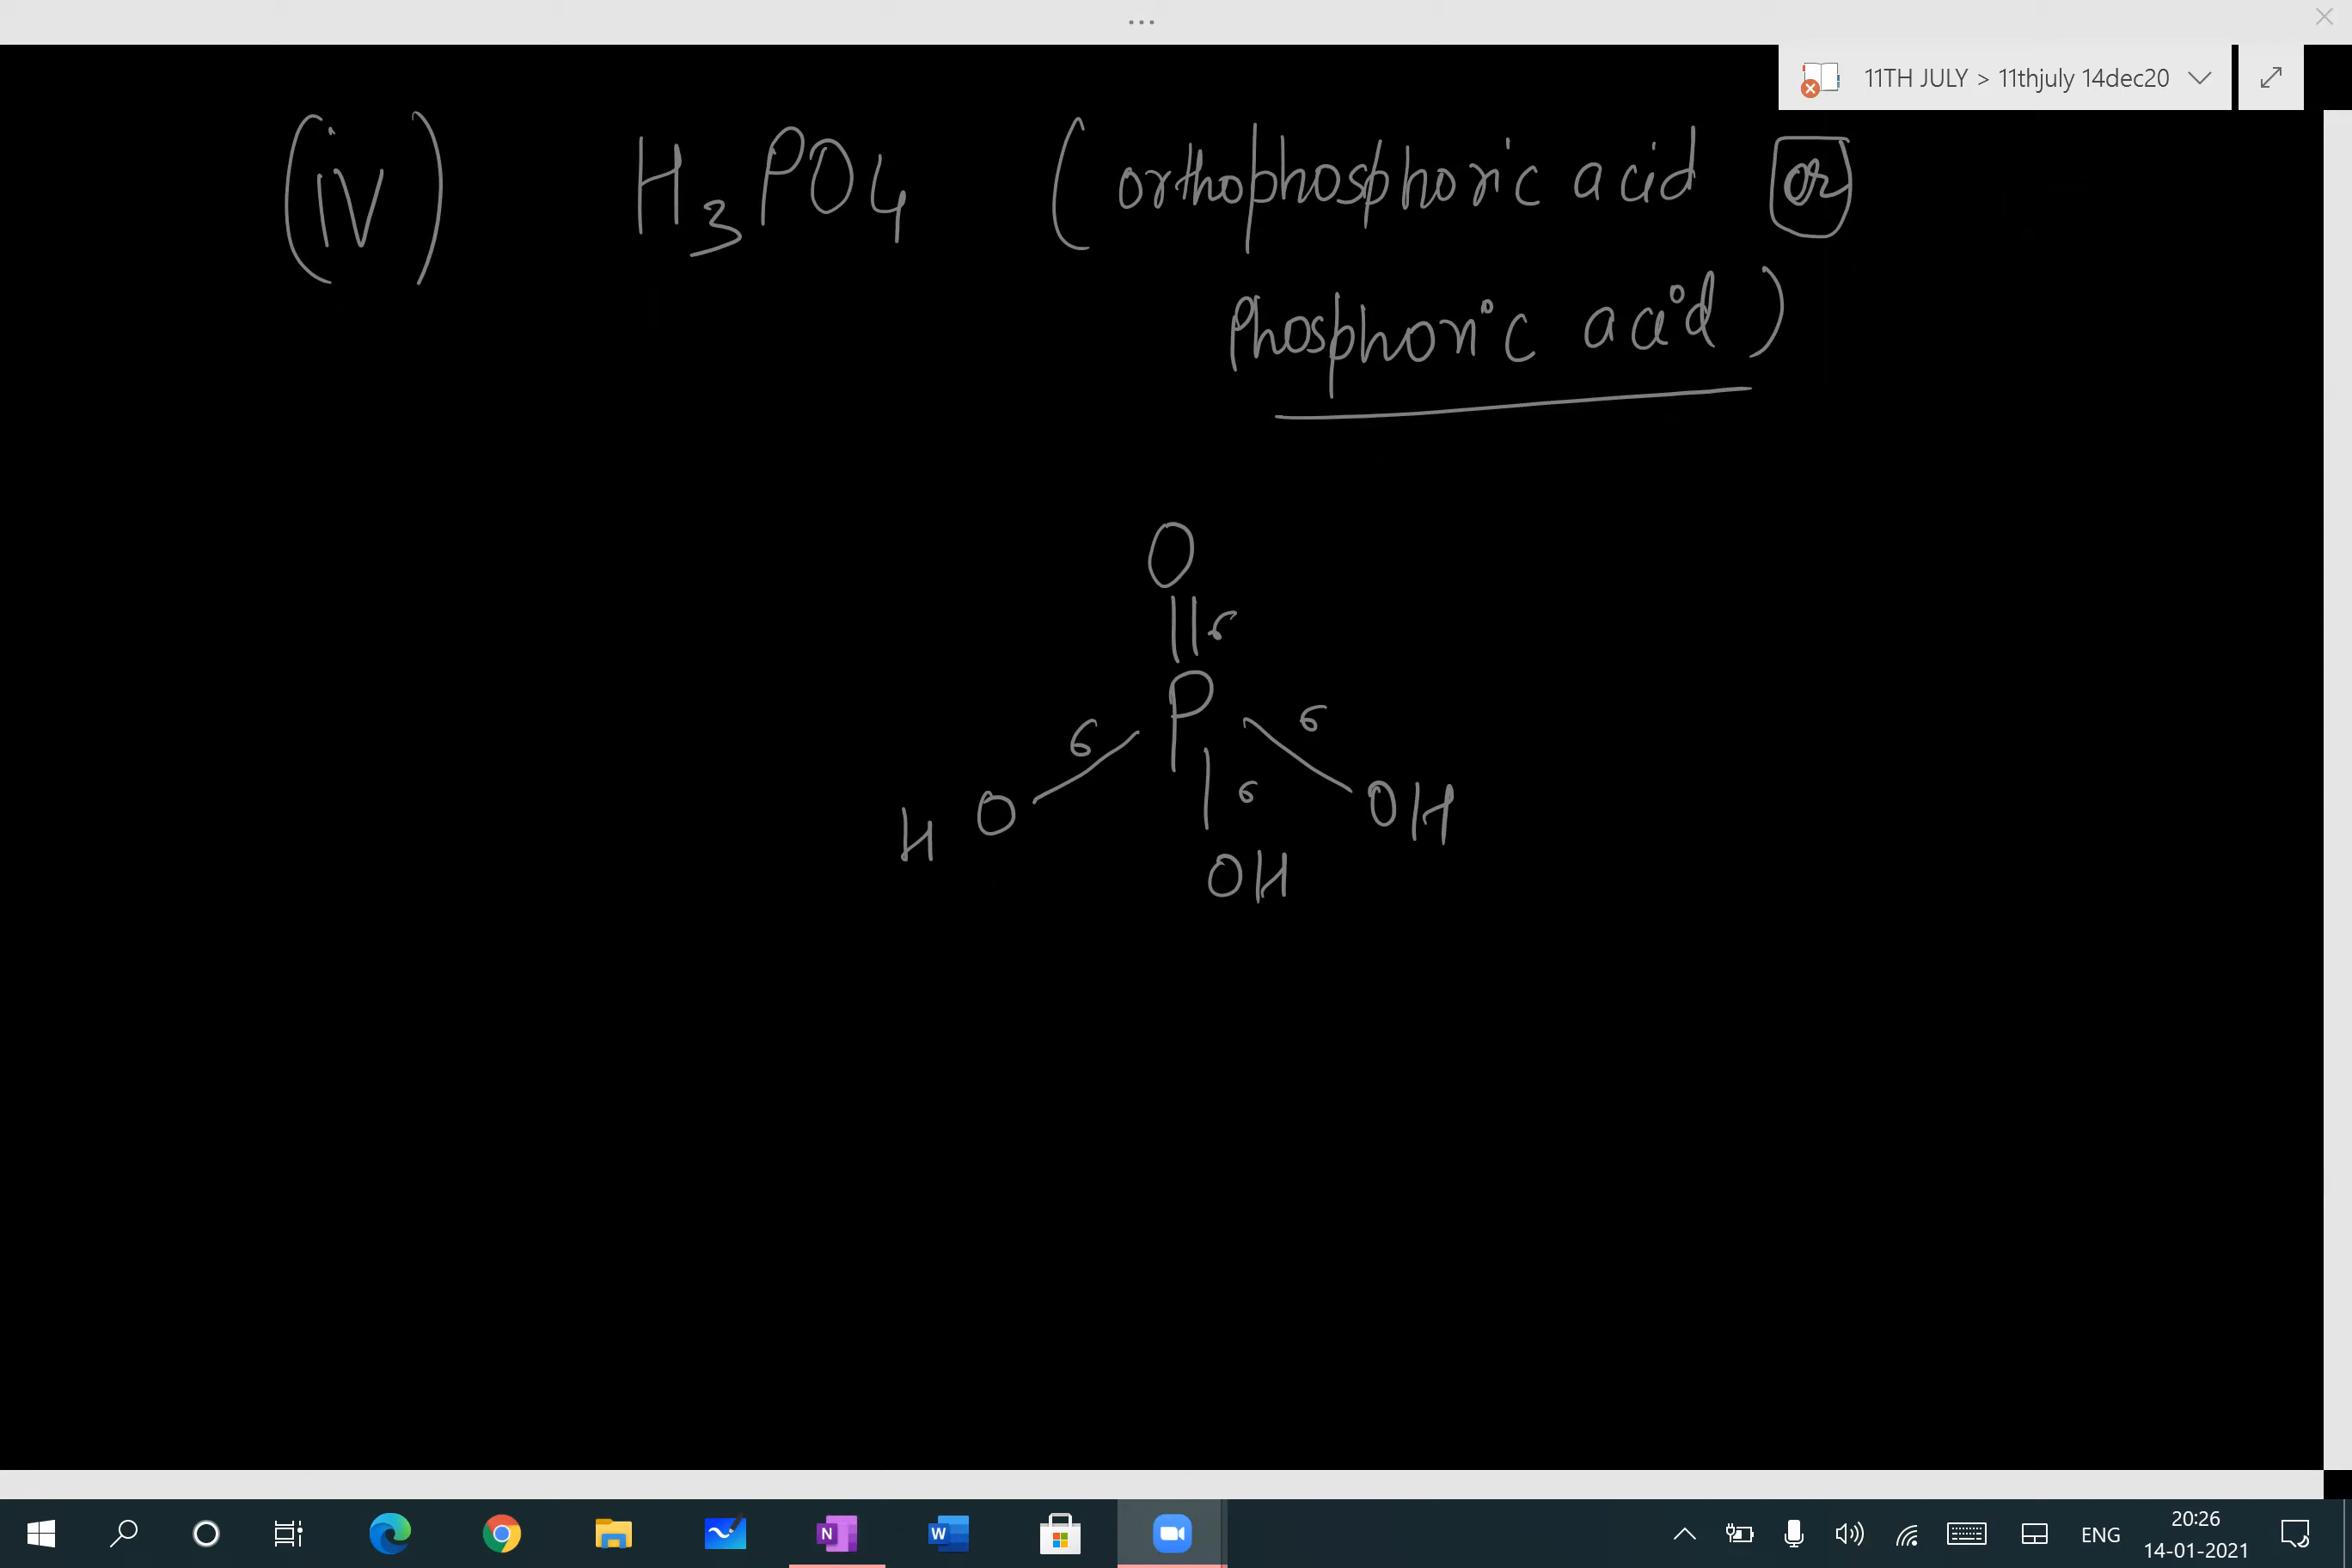 11TH JULY > 11thjuly 14dec20
(iv) H₃PO₄ (orthophosphoric acid or
Phosphoric acid)
O
σ
P
σ σ
σ
H O OH
OH
ENG
20:26
14-01-2021